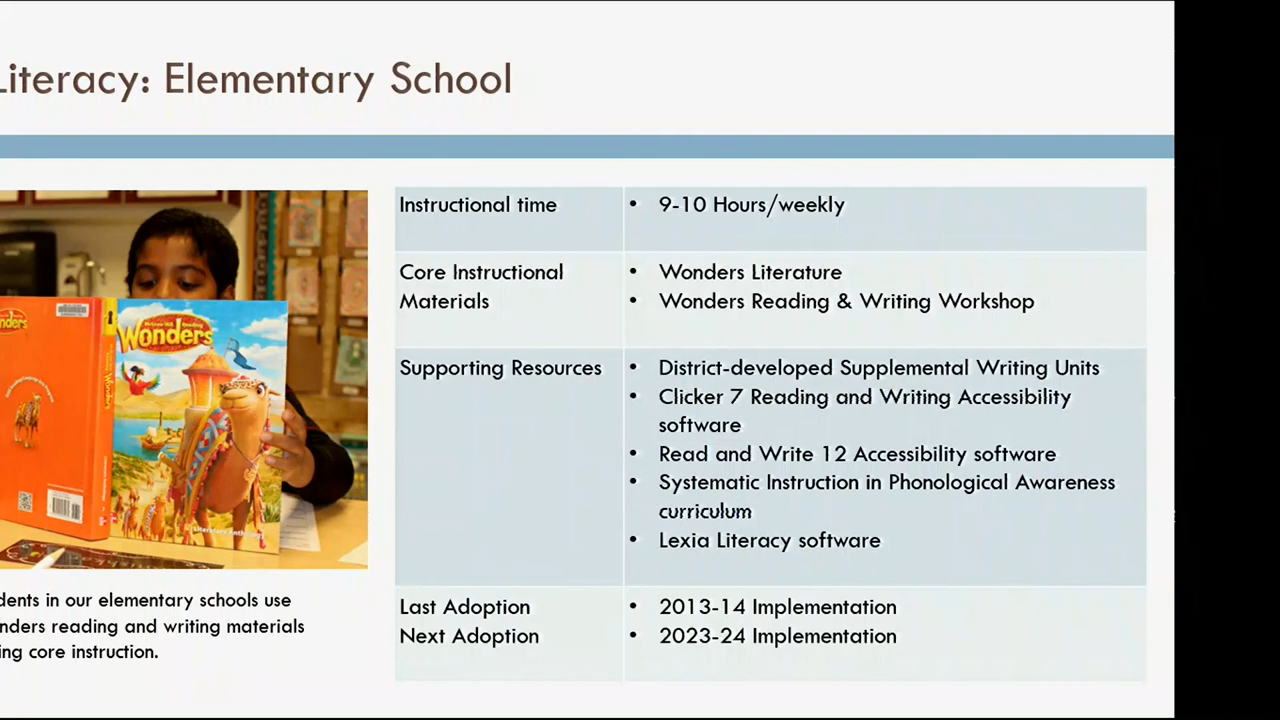 Literacy: Elementary School
Instructional time
• 9-10 Hours/weekly
Core Instructional
Materials
• Wonders Literature
• Wonders Reading & Writing Workshop
Supporting Resources
• District-developed Supplemental Writing Units
• Clicker 7 Reading and Writing Accessibility
software
• Read and Write 12 Accessibility software
• Systematic Instruction in Phonological Awareness
curriculum
• Lexia Literacy software
Last Adoption
Next Adoption
• 2013-14 Implementation
• 2023-24 Implementation
Wonders
Literature Anthology
dents in our elementary schools use
nders reading and writing materials
ing core instruction.